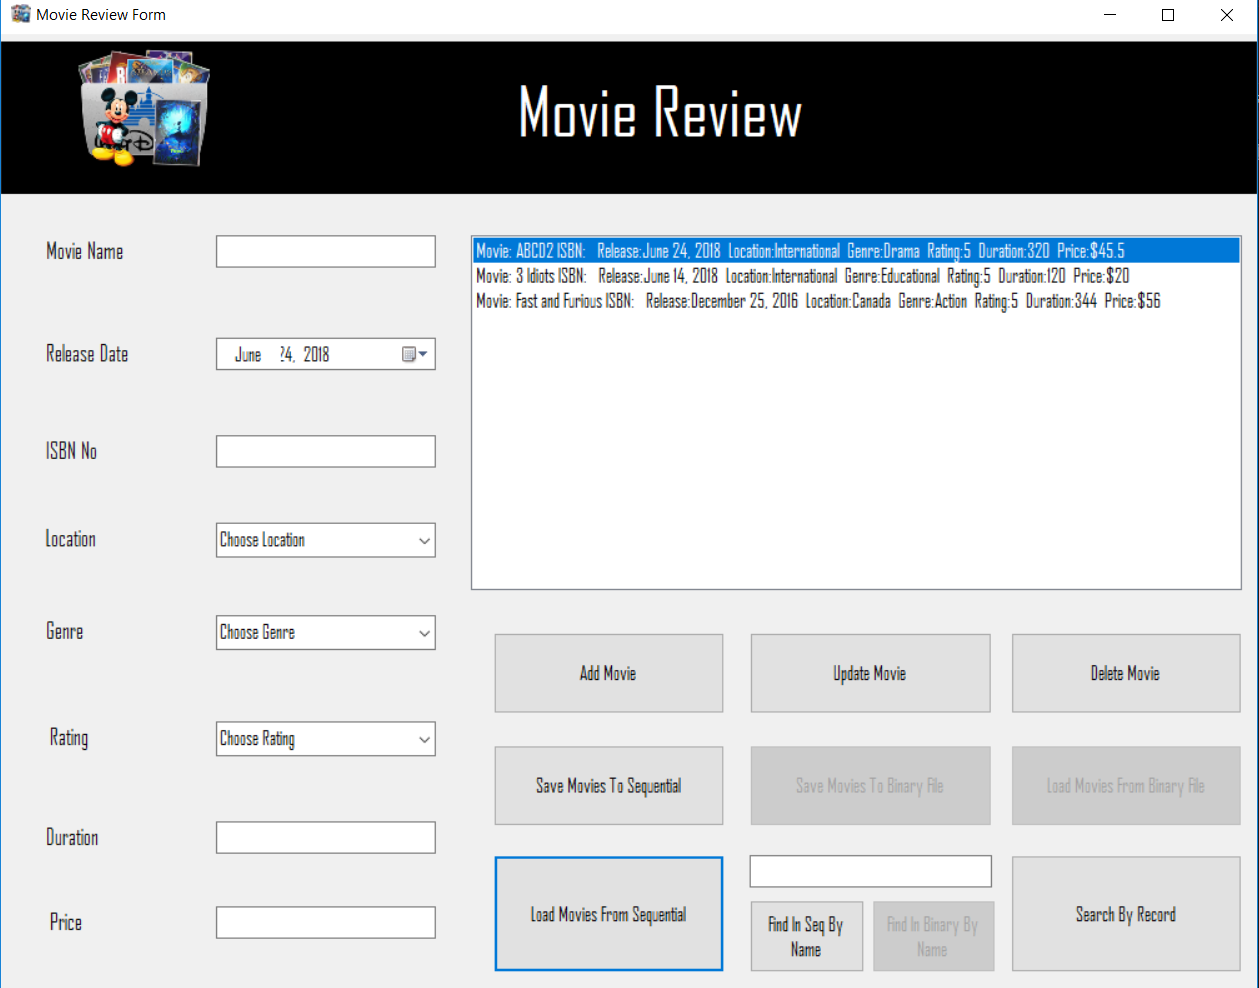 Movie Review Form
Movie Review
Movie Name
Release Date
June 24, 2018
ISBN No
Location
Choose Location
Genre
Choose Genre
Rating
Choose Rating
Duration
Price
Movie: ABCD2 ISBN: Release:June 24, 2018 Location:International Genre:Drama Rating:5 Duration:320 Price:$45.5
Movie: 3 Idiots ISBN: Release:June 14, 2018 Location:International Genre:Educational Rating:5 Duration:120 Price:$20
Movie: Fast and Furious ISBN: Release:December 25, 2016 Location:Canada Genre:Action Rating:5 Duration:344 Price:$56
Add Movie
Update Movie
Delete Movie
Save Movies To Sequential
Save Movies To Binary File
Load Movies From Binary File
Load Movies From Sequential
Find In Seq By
Name
Find In Binary By
Name
Search By Record